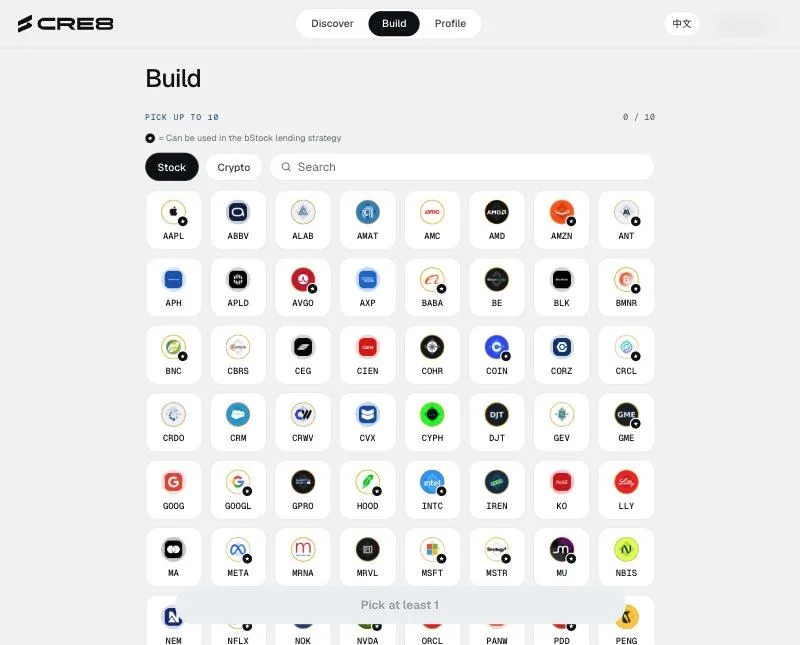 CRE8
Discover Build Profile 中文
Build
PICK UP TO 10 0 / 10
= Can be used in the bStock lending strategy
Stock Crypto Search
AAPL ABBV ALAB AMAT AMC AMD AMZN ANT
APH APLD AVGO AXP BABA BE BLK BMNR
BNC CBRS CEG CIEN COHR COIN CORZ CRCL
CRDO CRM CRWV CVX CYPH DJT GEV GME
GOOG GOOGL GPRO HOOD INTC IREN KO LLY
MA META MRNA MRVL MSFT MSTR MU NBIS
Pick at least 1
NEM NFLX NOK NVDA ORCL PANW PDD PENG